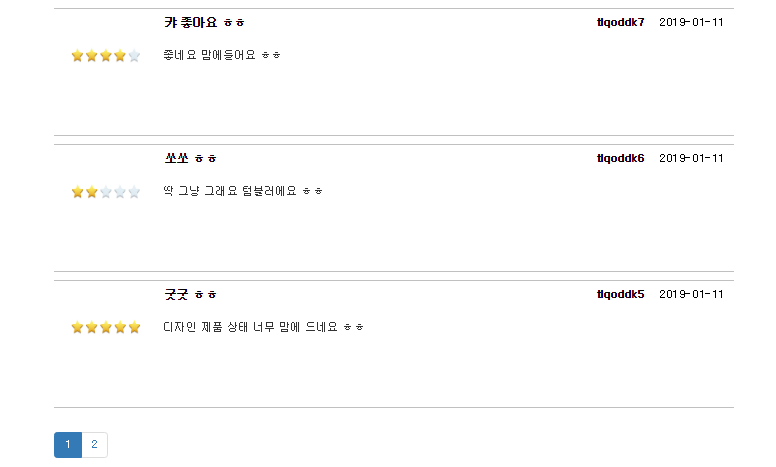 캬 좋아요 ㅎㅎ tlqoddk7 2019-01-11
좋네요 맘에들어요 ㅎㅎ
쏘쏘 ㅎㅎ tlqoddk6 2019-01-11
딱 그냥 그래요 텀블러에요 ㅎㅎ
굿굿 ㅎㅎ tlqoddk5 2019-01-11
디자인 제품 상태 너무 맘에 드네요 ㅎㅎ
1 2